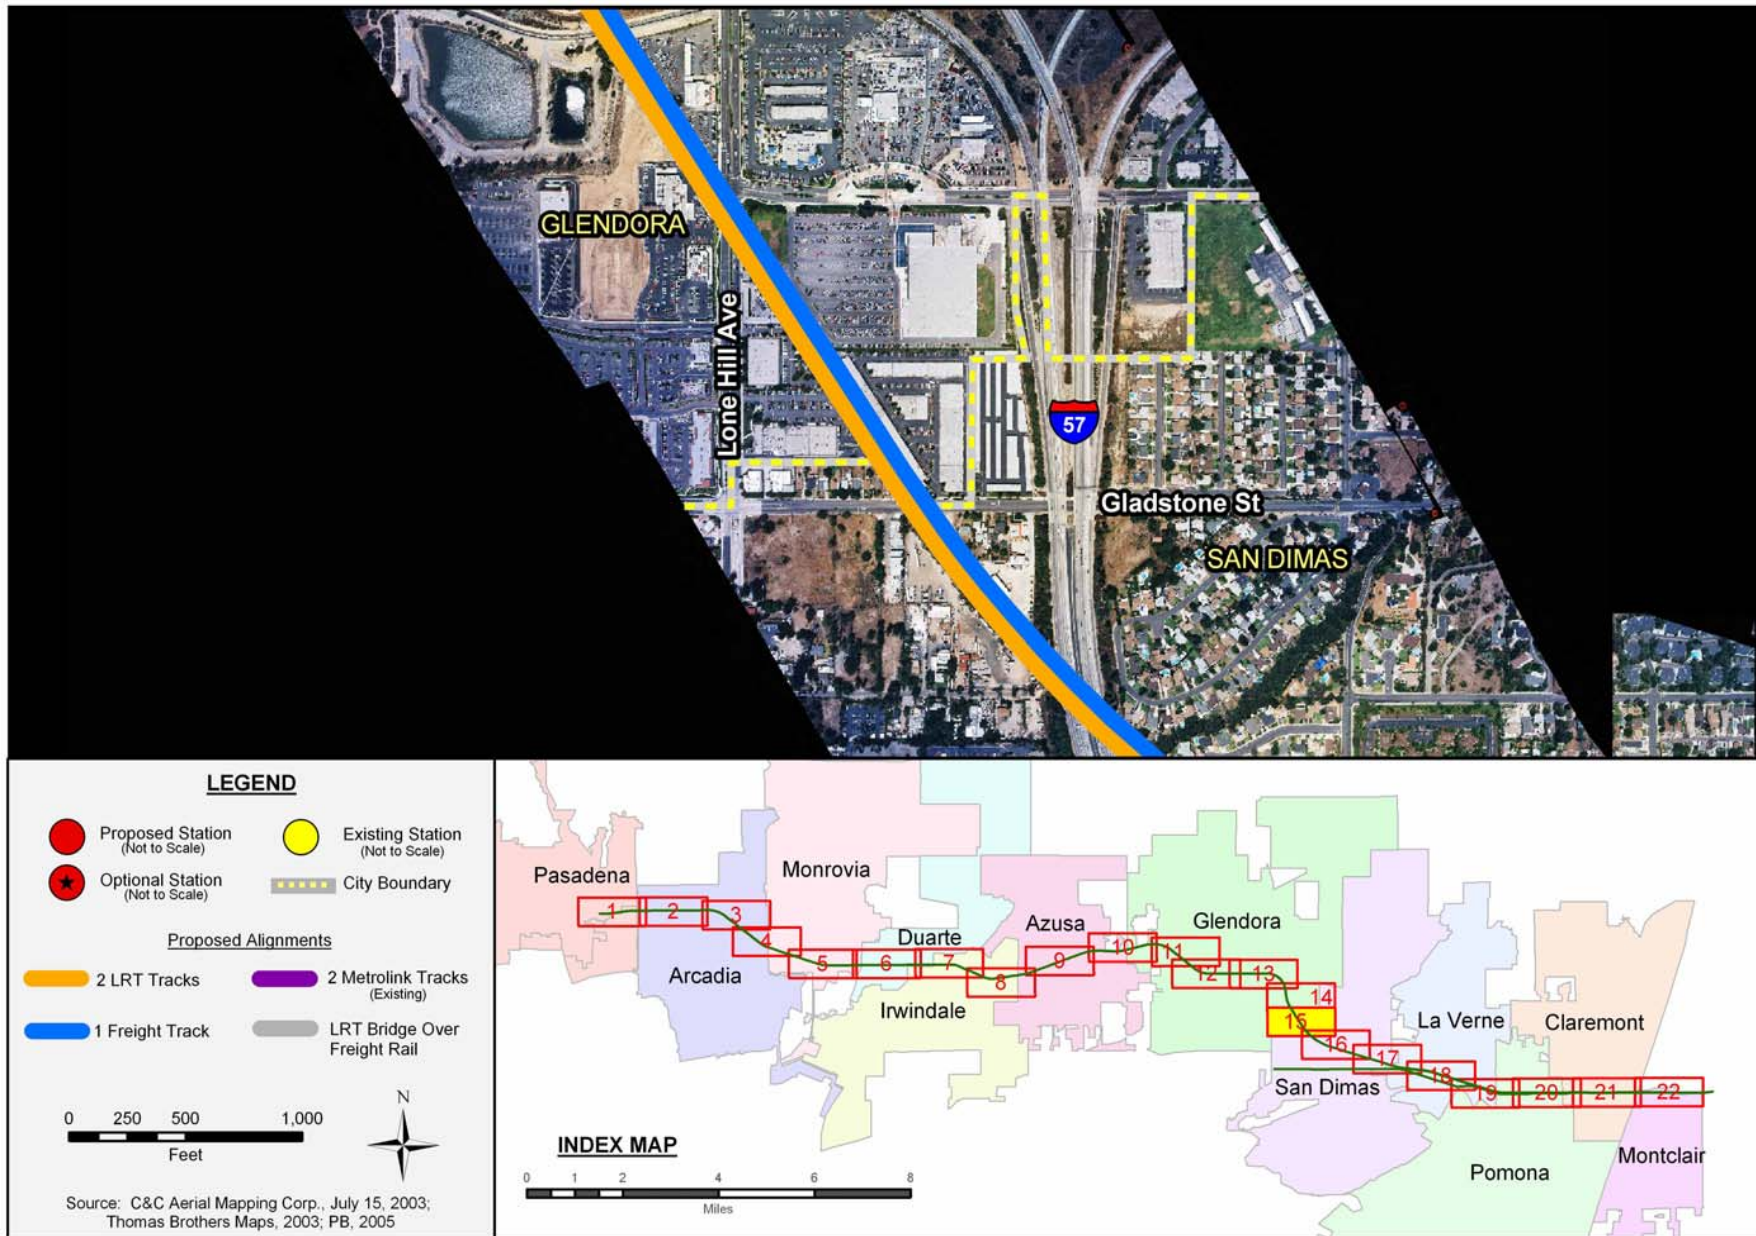 GLENDORA
Lone Hill Ave
57
Gladstone St
SAN DIMAS
LEGEND
Proposed Station
(Not to Scale)
Existing Station
(Not to Scale)
Optional Station
(Not to Scale)
City Boundary
Proposed Alignments
2 LRT Tracks
2 Metrolink Tracks
(Existing)
1 Freight Track
LRT Bridge Over
Freight Rail
N
0 250 500 1,000
Feet
Source: C&C Aerial Mapping Corp., July 15, 2003;
Thomas Brothers Maps, 2003; PB, 2005
Pasadena
Monrovia
Arcadia
Duarte
Irwindale
Azusa
Glendora
San Dimas
La Verne
Claremont
Pomona
Montclair
1
2
3
4
5
6
7
8
9
10
11
12
13
14
15
16
17
18
19
20
21
22
INDEX MAP
0 1 2 4 6 8
Miles